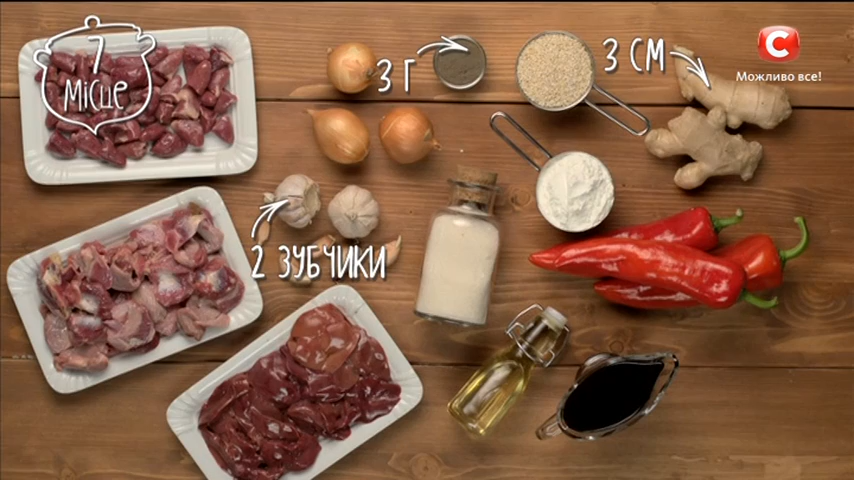 7
місце
3 г
3 см
2 зубчики
С
Можливо все!